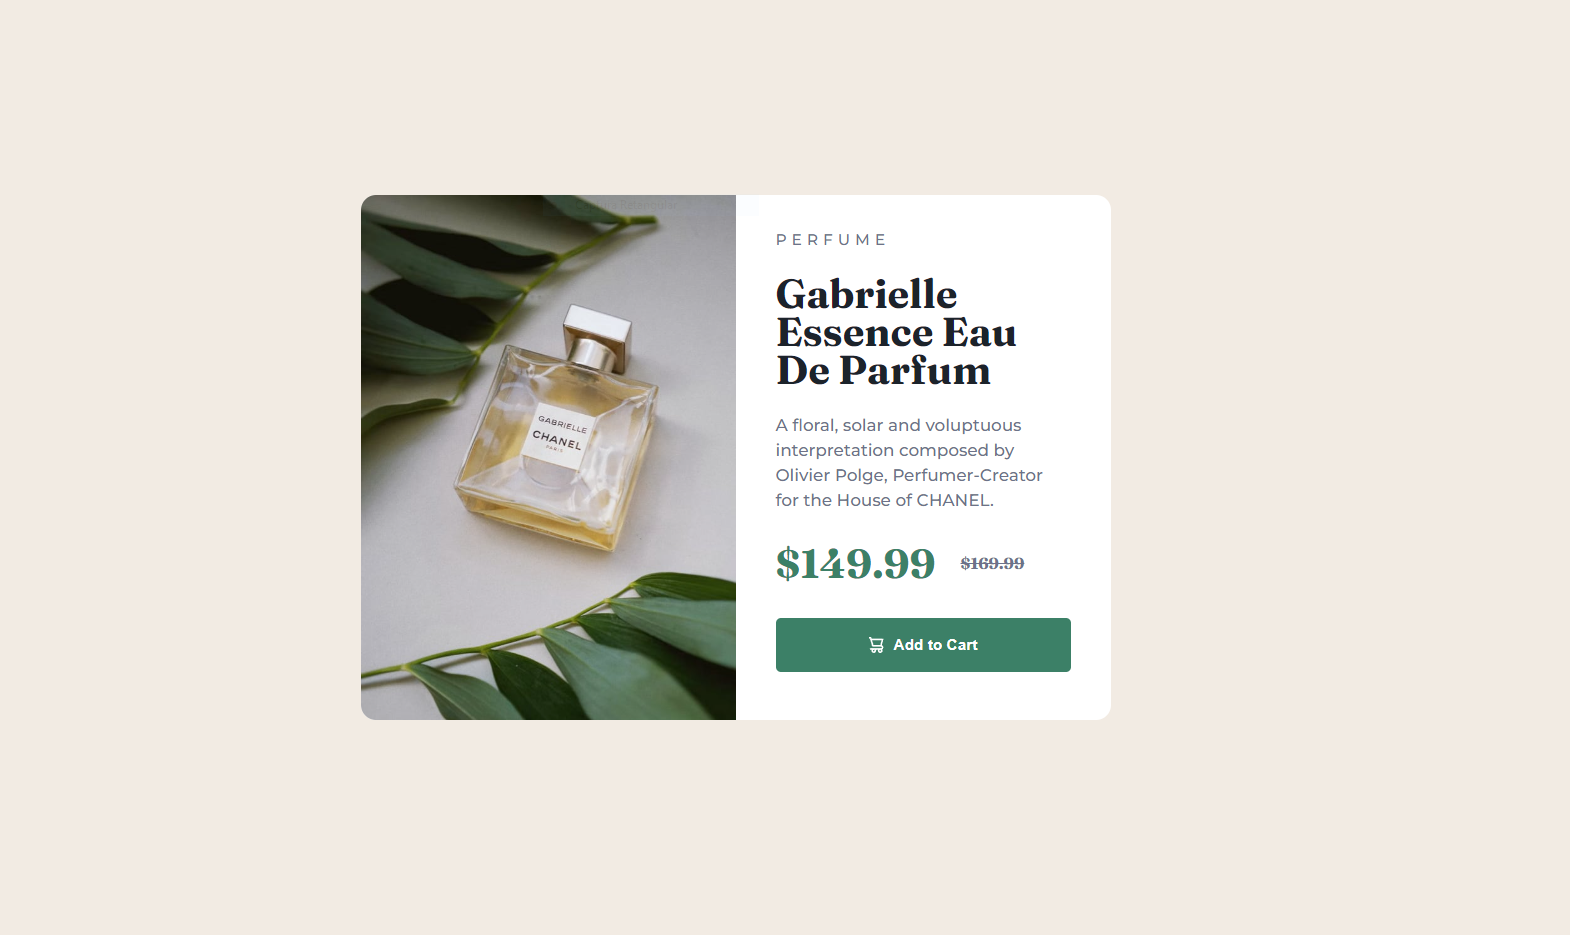 PERFUME
Gabrielle
Essence Eau
De Parfum
GABRIELLE
CHANEL
PARIS
A floral, solar and voluptuous
interpretation composed by
Olivier Polge, Perfumer-Creator
for the House of CHANEL.
$149.99 $169.99
Add to Cart